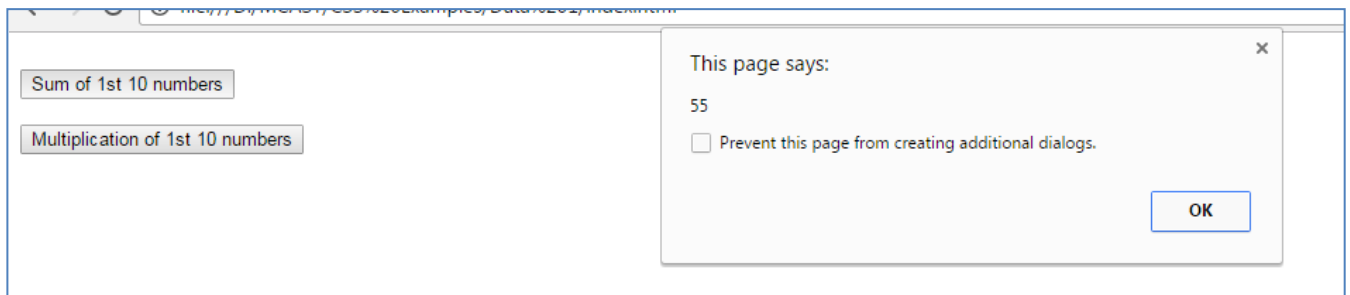 Sum of 1st 10 numbers
Multiplication of 1st 10 numbers
This page says:
×
55
Prevent this page from creating additional dialogs.
OK